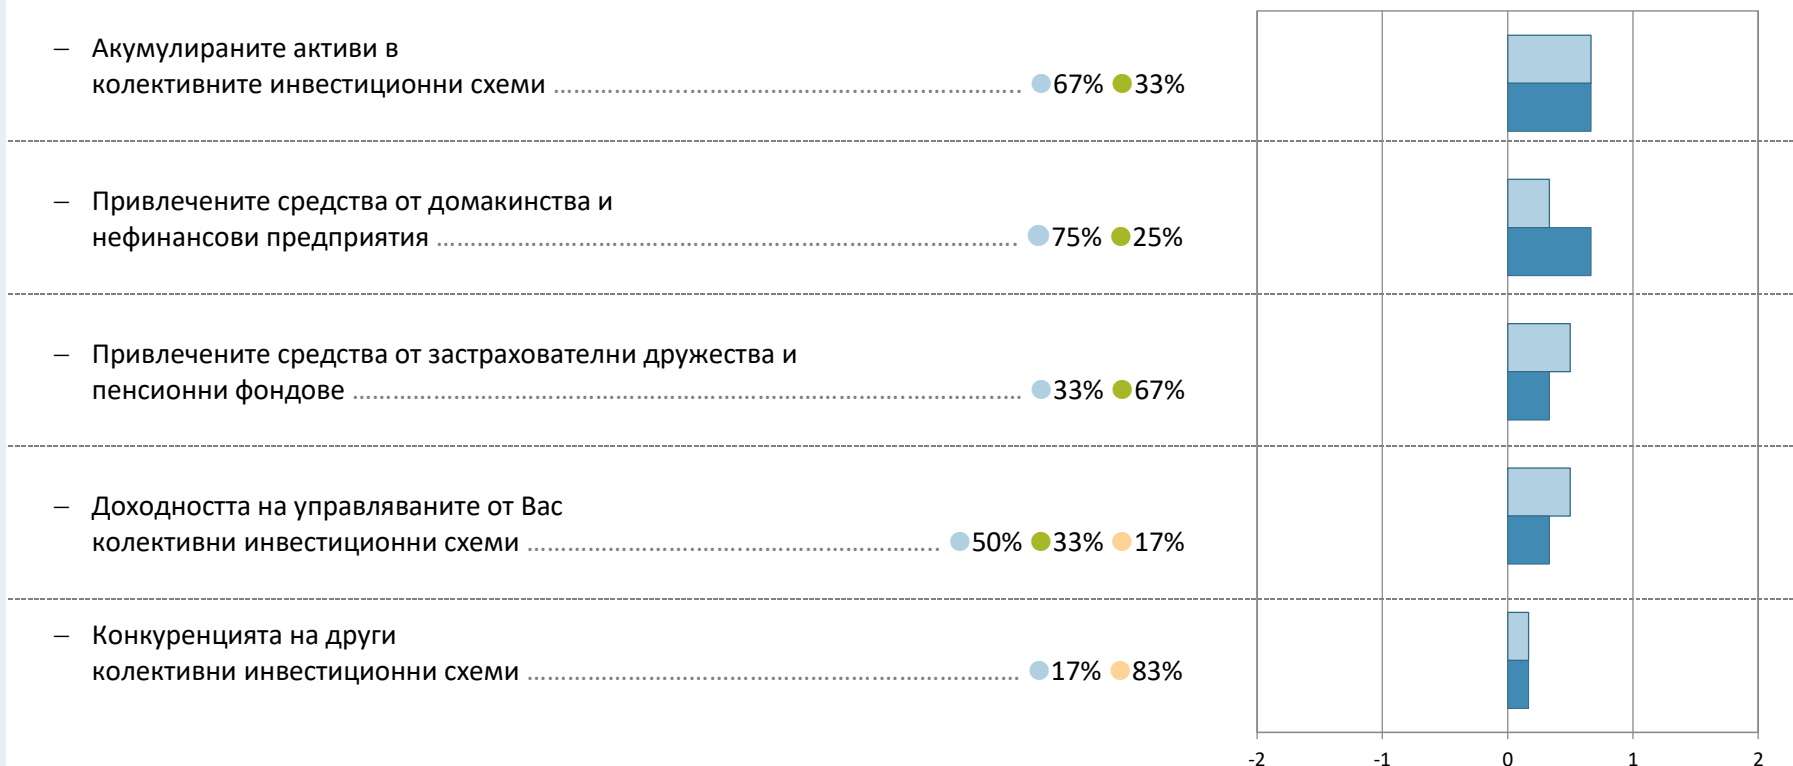 – Акумулираните активи в
колективните инвестиционни схеми ........................................................................ 67% 33%
– Привлечените средства от домакинства и
нефинансови предприятия ........................................................................................ 75% 25%
– Привлечените средства от застрахователни дружества и
пенсионни фондове ..................................................................................................... 33% 67%
– Доходността на управляваните от Вас
колективни инвестиционни схеми ............................................................... 50% 33% 17%
– Конкуренцията на други
колективни инвестиционни схеми ........................................................................... 17% 83%
-2 -1 0 1 2